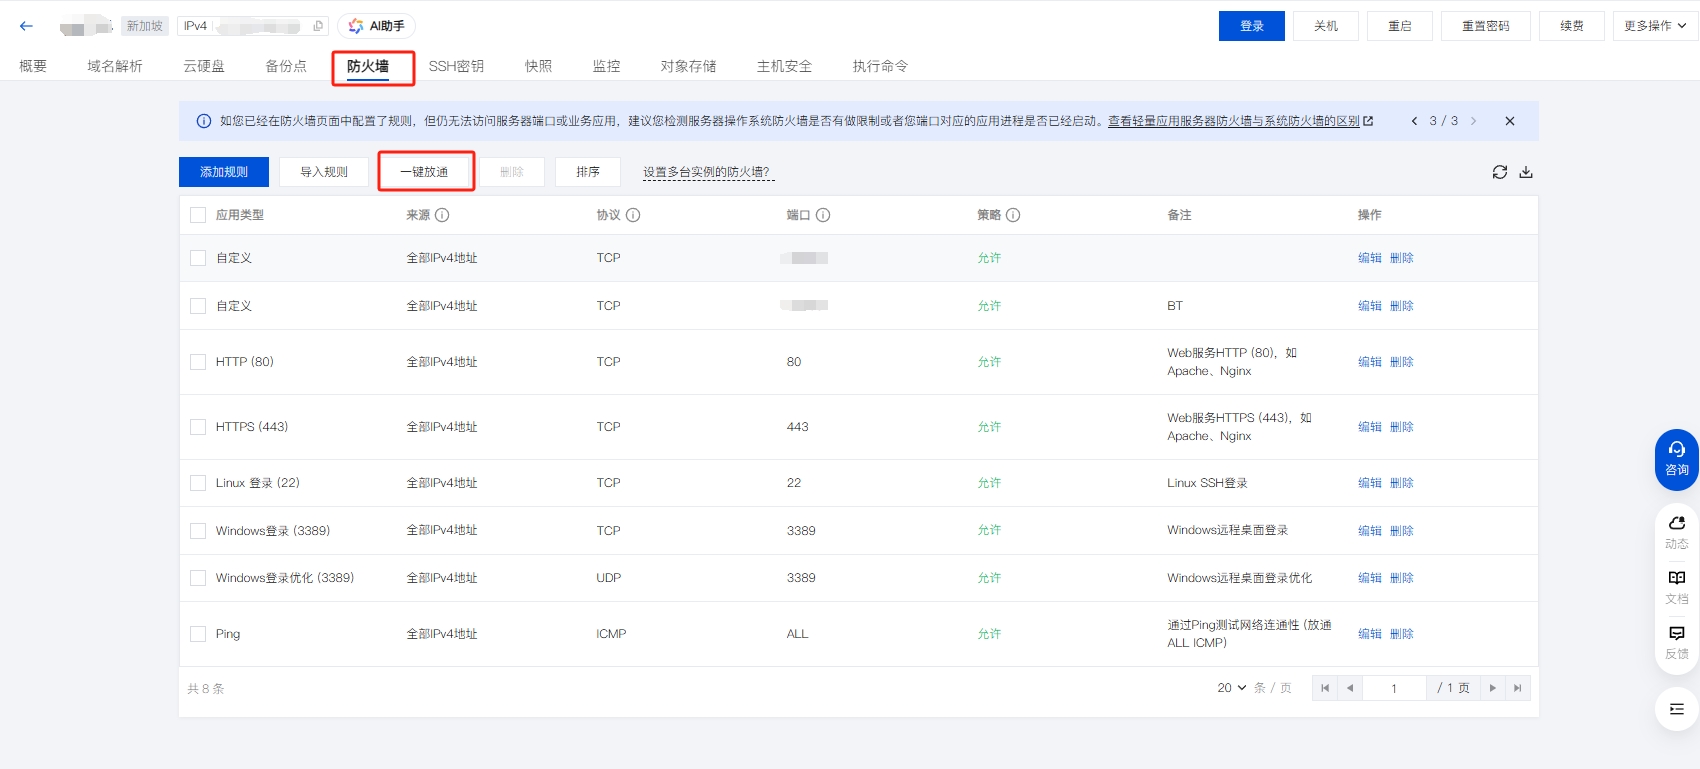 新加坡 IPv4 AI助手 登录 关机 重启 重置密码 续费 更多操作
概要 域名解析 云硬盘 备份点 防火墙 SSH密钥 快照 监控 对象存储 主机安全 执行命令
如您已经在防火墙页面中配置了规则，但仍无法访问服务器端口或业务应用，建议您检测服务器操作系统防火墙是否有做限制或者您端口对应的应用进程是否已经启动。查看轻量应用服务器防火墙与系统防火墙的区别 3 / 3
添加规则 导入规则 一键放通 删除 排序 设置多台实例的防火墙？
应用类型 来源 协议 端口 策略 备注 操作
自定义 全部IPv4地址 TCP 允许 编辑 删除
自定义 全部IPv4地址 TCP 允许 BT 编辑 删除
HTTP (80) 全部IPv4地址 TCP 80 允许 Web服务HTTP (80)，如
Apache、Nginx 编辑 删除
HTTPS (443) 全部IPv4地址 TCP 443 允许 Web服务HTTPS (443)，如
Apache、Nginx 编辑 删除
Linux 登录 (22) 全部IPv4地址 TCP 22 允许 Linux SSH登录 编辑 删除
Windows登录 (3389) 全部IPv4地址 TCP 3389 允许 Windows远程桌面登录 编辑 删除
Windows登录优化 (3389) 全部IPv4地址 UDP 3389 允许 Windows远程桌面登录优化 编辑 删除
Ping 全部IPv4地址 ICMP ALL 允许 通过Ping测试网络连通性 (放通
ALL ICMP) 编辑 删除
共 8 条 20 条 / 页 1 / 1 页
咨询
动态
文档
反馈